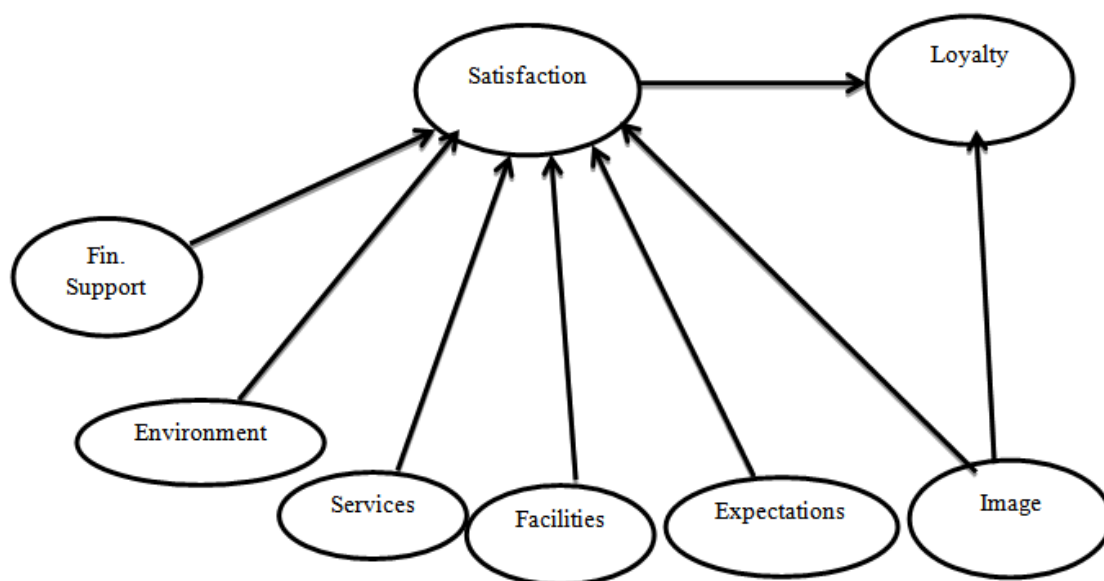 Satisfaction
Loyalty
Fin.
Support
Environment
Services
Facilities
Expectations
Image